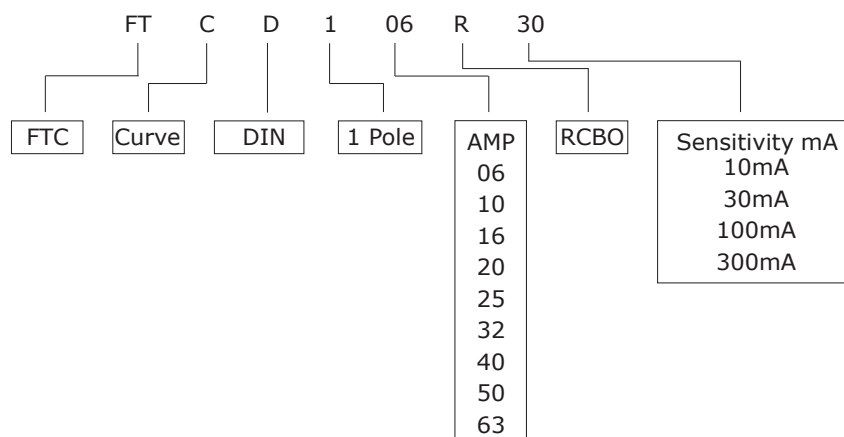 FT C D 1 06 R 30
FTC
Curve
DIN
1 Pole
AMP
06
10
16
20
25
32
40
50
63
RCBO
Sensitivity mA
10mA
30mA
100mA
300mA